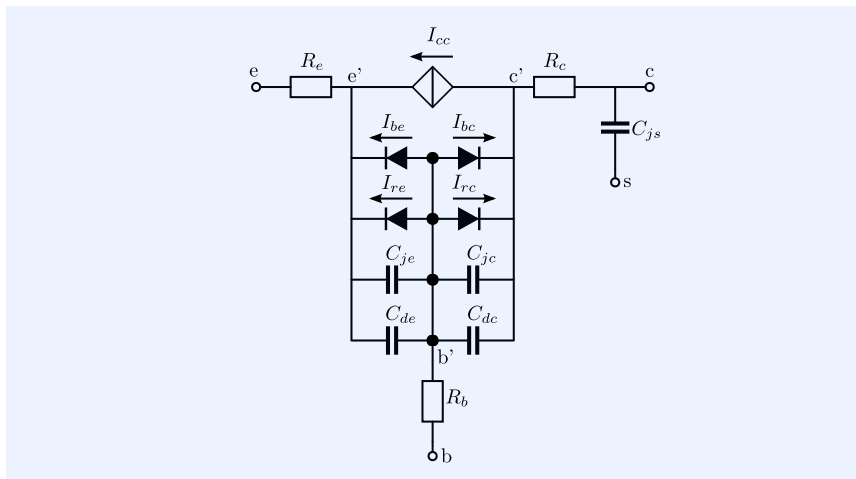 I_cc
e R_e e' c' R_c c
I_be I_bc C_js
I_re I_rc s
C_je C_jc
C_de C_dc
b'
R_b
b